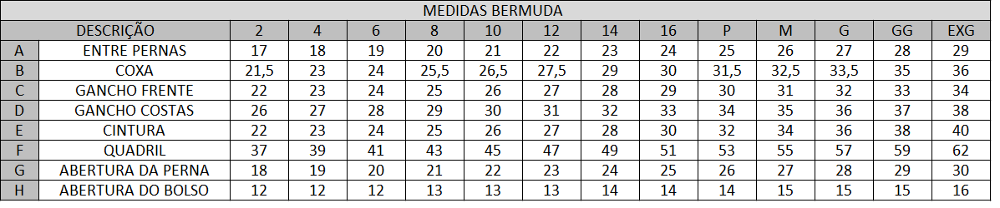 MEDIDAS BERMUDA
DESCRIÇÃO 2 4 6 8 10 12 14 16 P M G GG EXG
A ENTRE PERNAS 17 18 19 20 21 22 23 24 25 26 27 28 29
B COXA 21,5 23 24 25,5 26,5 27,5 29 30 31,5 32,5 33,5 35 36
C GANCHO FRENTE 22 23 24 25 26 27 28 29 30 31 32 33 34
D GANCHO COSTAS 26 27 28 29 30 31 32 33 34 35 36 37 38
E CINTURA 22 23 24 25 26 27 28 30 32 34 36 38 40
F QUADRIL 37 39 41 43 45 47 49 51 53 55 57 59 62
G ABERTURA DA PERNA 18 19 20 21 22 23 24 25 26 27 28 29 30
H ABERTURA DO BOLSO 12 12 12 13 13 13 14 14 14 15 15 15 16